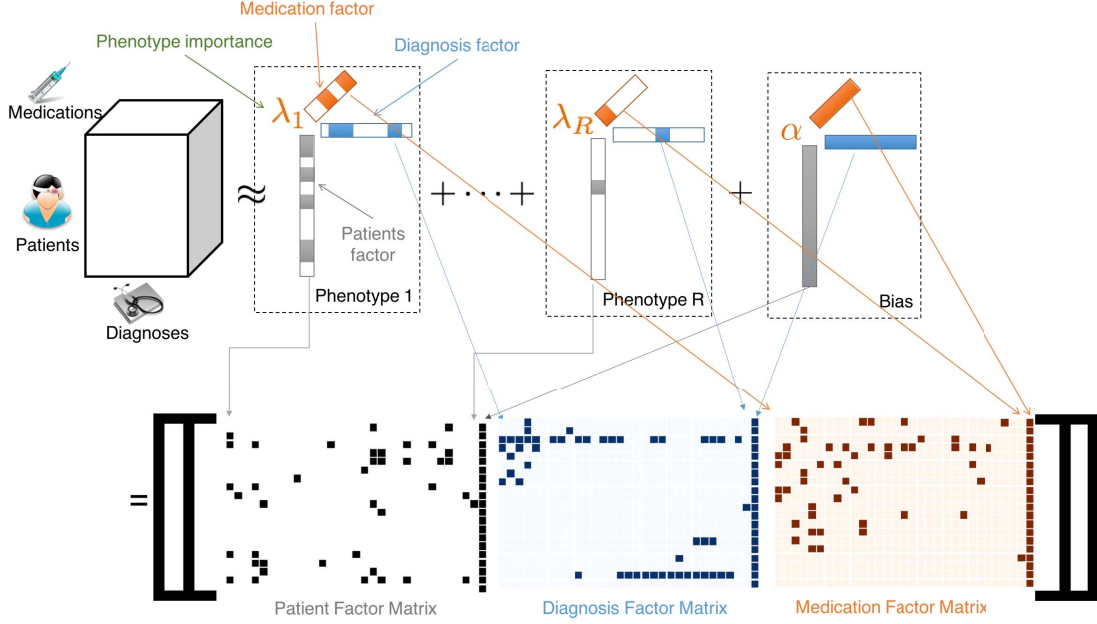 Medication factor
Phenotype importance
Diagnosis factor
Medications
λ1
λR
α
Patients
≈
+ ···· +
+
Patients
factor
Diagnoses
Phenotype 1
Phenotype R
Bias
=
Patient Factor Matrix
Diagnosis Factor Matrix
Medication Factor Matrix